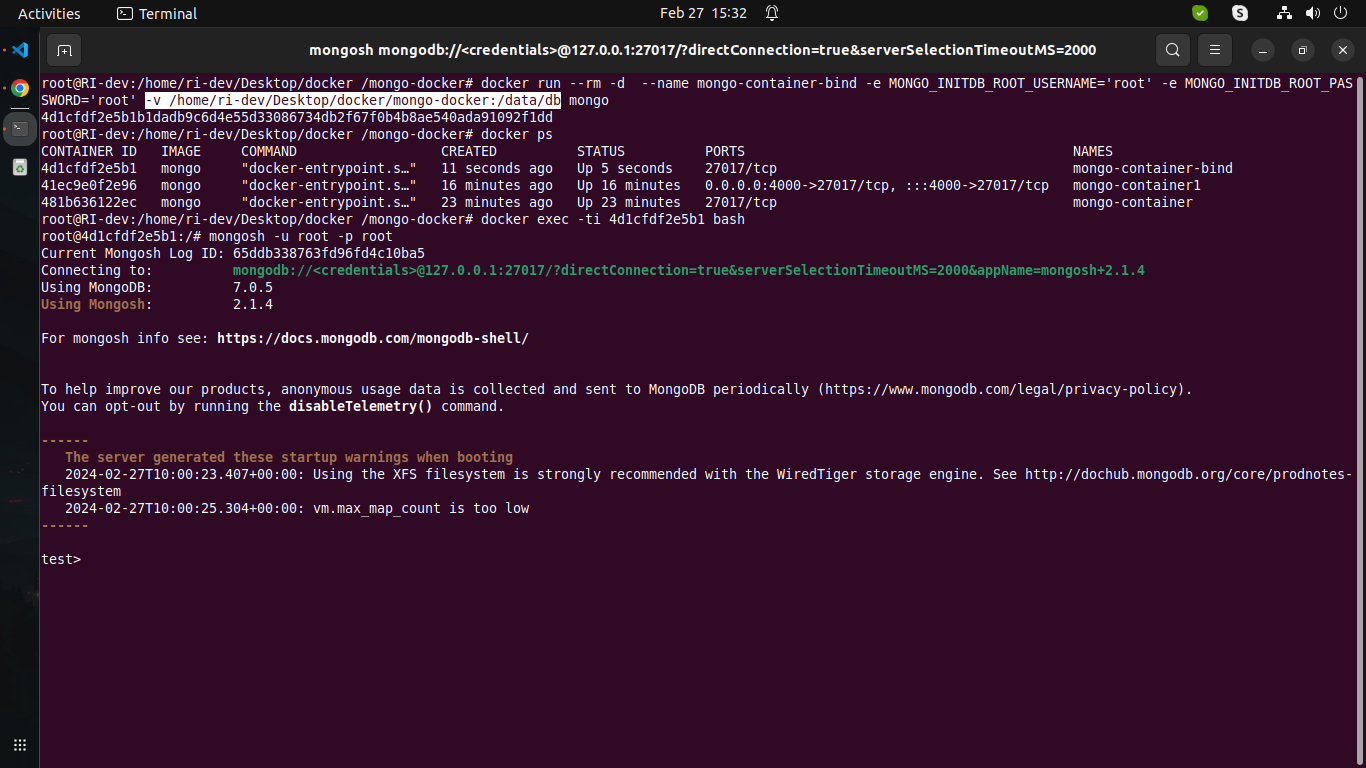 Activities Terminal Feb 27 15:32
mongosh mongodb://<credentials>@127.0.0.1:27017/?directConnection=true&serverSelectionTimeoutMS=2000
root@RI-dev:/home/ri-dev/Desktop/docker /mongo-docker# docker run --rm -d  --name mongo-container-bind -e MONGO_INITDB_ROOT_USERNAME='root' -e MONGO_INITDB_ROOT_PAS
SWORD='root' -v /home/ri-dev/Desktop/docker/mongo-docker:/data/db mongo
4d1cfdf2e5b1b1dadb9c6d4e55d33086734db2f67f0b4b8ae540ada91092f1dd
root@RI-dev:/home/ri-dev/Desktop/docker /mongo-docker# docker ps
CONTAINER ID   IMAGE     COMMAND                  CREATED          STATUS          PORTS                                         NAMES
4d1cfdf2e5b1   mongo     "docker-entrypoint.s…"   11 seconds ago   Up 5 seconds    27017/tcp                                     mongo-container-bind
41ec9e0f2e96   mongo     "docker-entrypoint.s…"   16 minutes ago   Up 16 minutes   0.0.0.0:4000->27017/tcp, :::4000->27017/tcp   mongo-container1
481b636122ec   mongo     "docker-entrypoint.s…"   23 minutes ago   Up 23 minutes   27017/tcp                                     mongo-container
root@RI-dev:/home/ri-dev/Desktop/docker /mongo-docker# docker exec -ti 4d1cfdf2e5b1 bash
root@4d1cfdf2e5b1:/# mongosh -u root -p root
Current Mongosh Log ID: 65ddb338763fd96fd4c10ba5
Connecting to:          mongodb://<credentials>@127.0.0.1:27017/?directConnection=true&serverSelectionTimeoutMS=2000&appName=mongosh+2.1.4
Using MongoDB:          7.0.5
Using Mongosh:          2.1.4
For mongosh info see: https://docs.mongodb.com/mongodb-shell/
To help improve our products, anonymous usage data is collected and sent to MongoDB periodically (https://www.mongodb.com/legal/privacy-policy).
You can opt-out by running the disableTelemetry() command.
------
The server generated these startup warnings when booting
2024-02-27T10:00:23.407+00:00: Using the XFS filesystem is strongly recommended with the WiredTiger storage engine. See http://dochub.mongodb.org/core/prodnotes-
filesystem
2024-02-27T10:00:25.304+00:00: vm.max_map_count is too low
------
test>